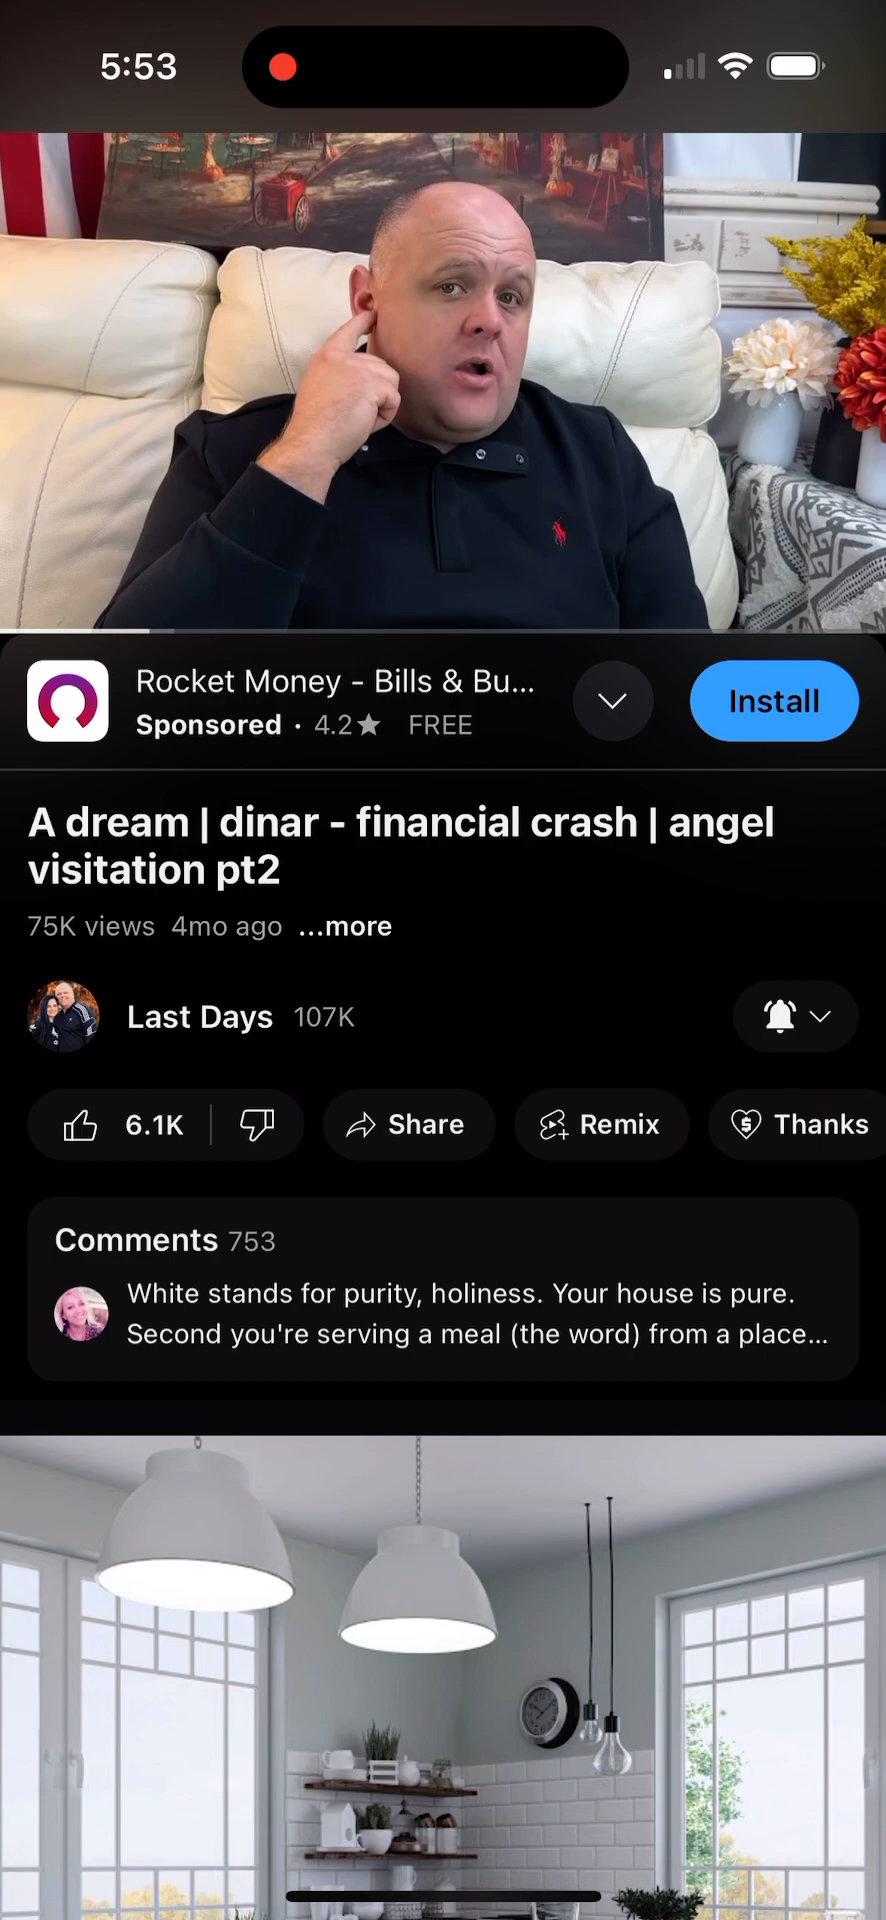 5:53
Rocket Money - Bills & Bu...
Install
Sponsored · 4.2★ FREE
A dream | dinar - financial crash | angel
visitation pt2
75K views 4mo ago ...more
Last Days 107K
6.1K
Share
Remix
Thanks
Comments 753
White stands for purity, holiness. Your house is pure.
Second you're serving a meal (the word) from a place...